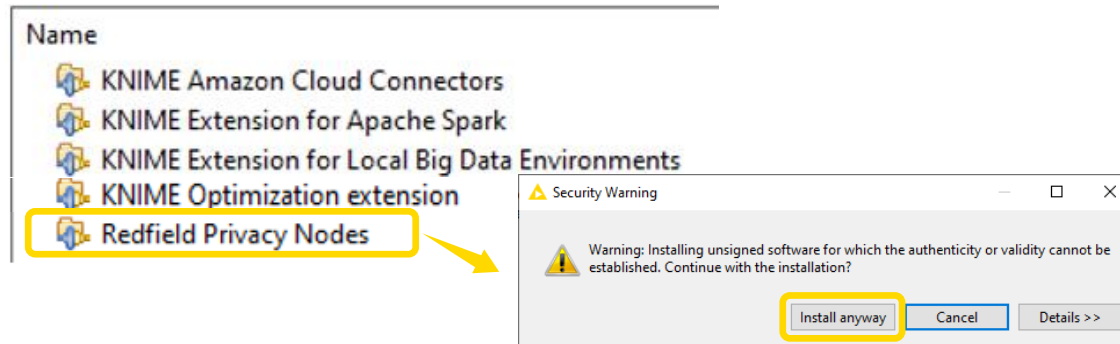 Name
KNIME Amazon Cloud Connectors
KNIME Extension for Apache Spark
KNIME Extension for Local Big Data Environments
KNIME Optimization extension
Redfield Privacy Nodes
Security Warning
Warning: Installing unsigned software for which the authenticity or validity cannot be
established. Continue with the installation?
Install anyway
Cancel
Details >>